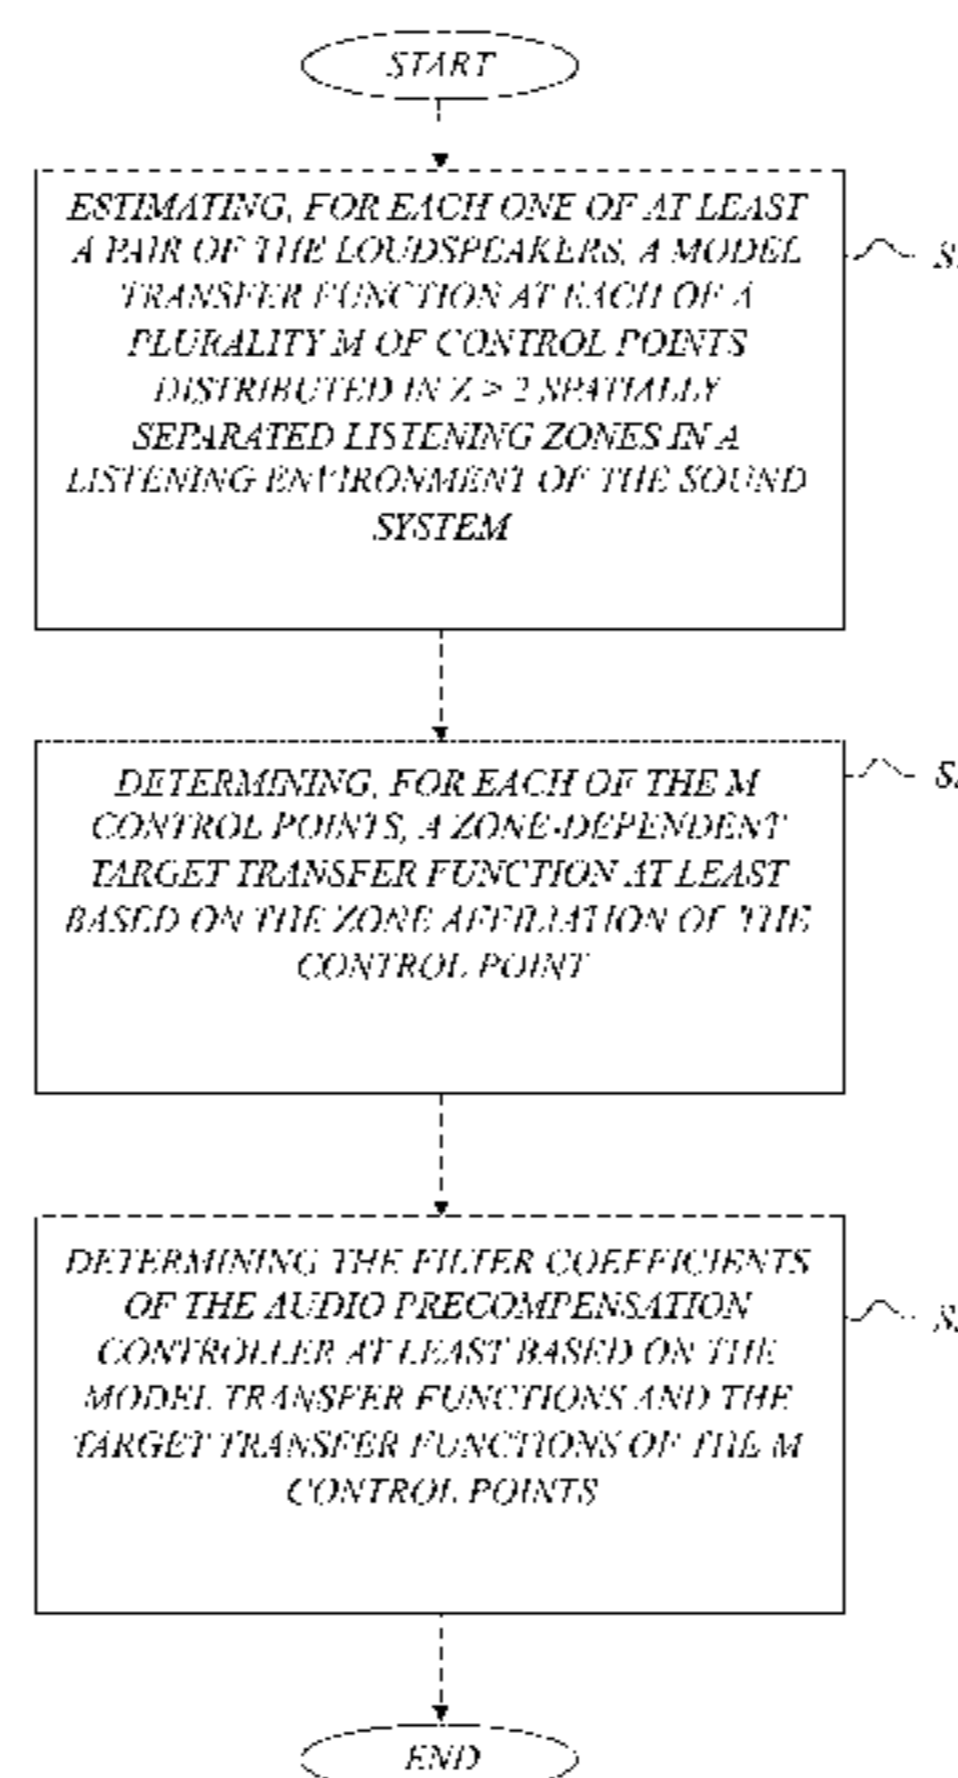 START
ESTIMATING, FOR EACH ONE OF AT LEAST
A PAIR OF THE LOUDSPEAKERS, A MODEL
TRANSFER FUNCTION AT EACH OF A
PLURALITY M OF CONTROL POINTS
DISTRIBUTED IN Z > 2 SPATIALLY
SEPARATED LISTENING ZONES IN A
LISTENING ENVIRONMENT OF THE SOUND
SYSTEM
DETERMINING, FOR EACH OF THE M
CONTROL POINTS, A ZONE-DEPENDENT
TARGET TRANSFER FUNCTION AT LEAST
BASED ON THE ZONE AFFILIATION OF THE
CONTROL POINT
DETERMINING THE FILTER COEFFICIENTS
OF THE AUDIO PRECOMPENSATION
CONTROLLER AT LEAST BASED ON THE
MODEL TRANSFER FUNCTIONS AND THE
TARGET TRANSFER FUNCTIONS OF THE M
CONTROL POINTS
END